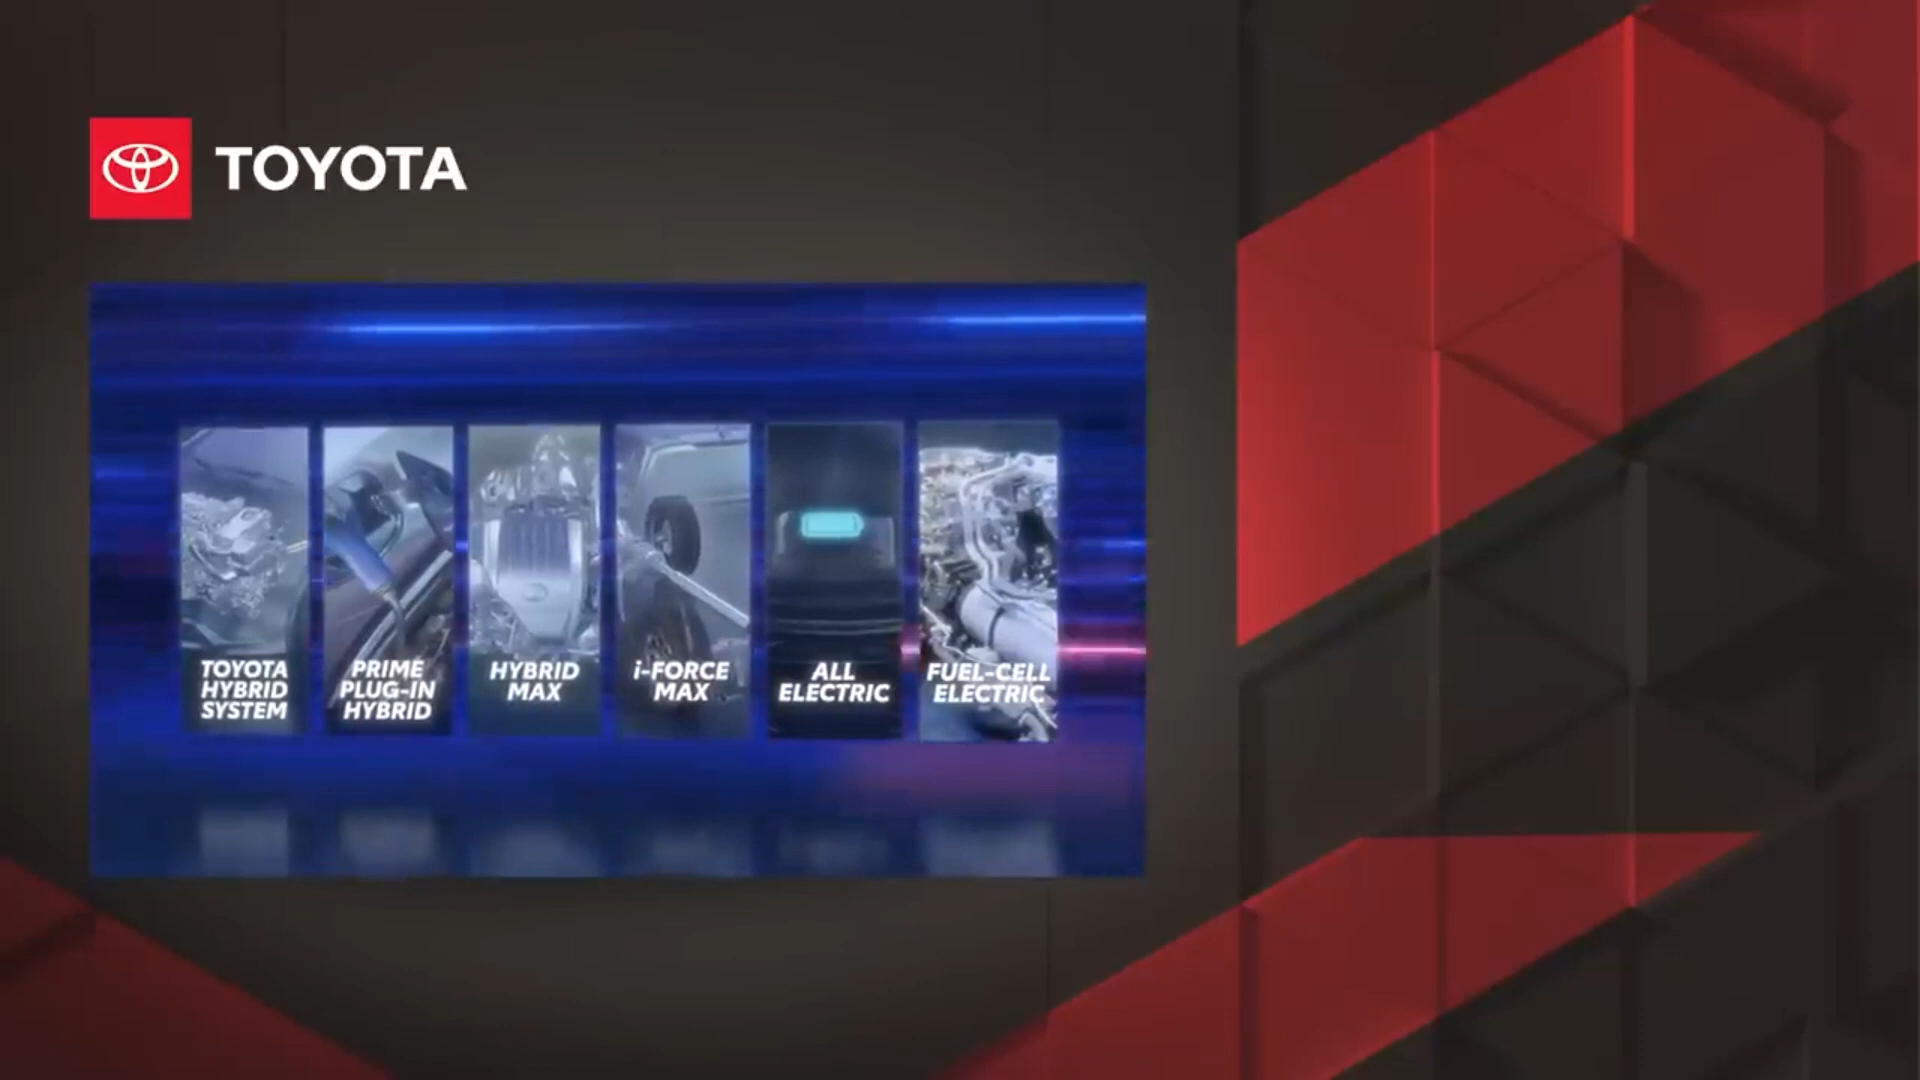 TOYOTA
TOYOTA
HYBRID
SYSTEM
PRIME
PLUG-IN
HYBRID
HYBRID
MAX
i-FORCE
MAX
ALL
ELECTRIC
FUEL-CELL
ELECTRIC